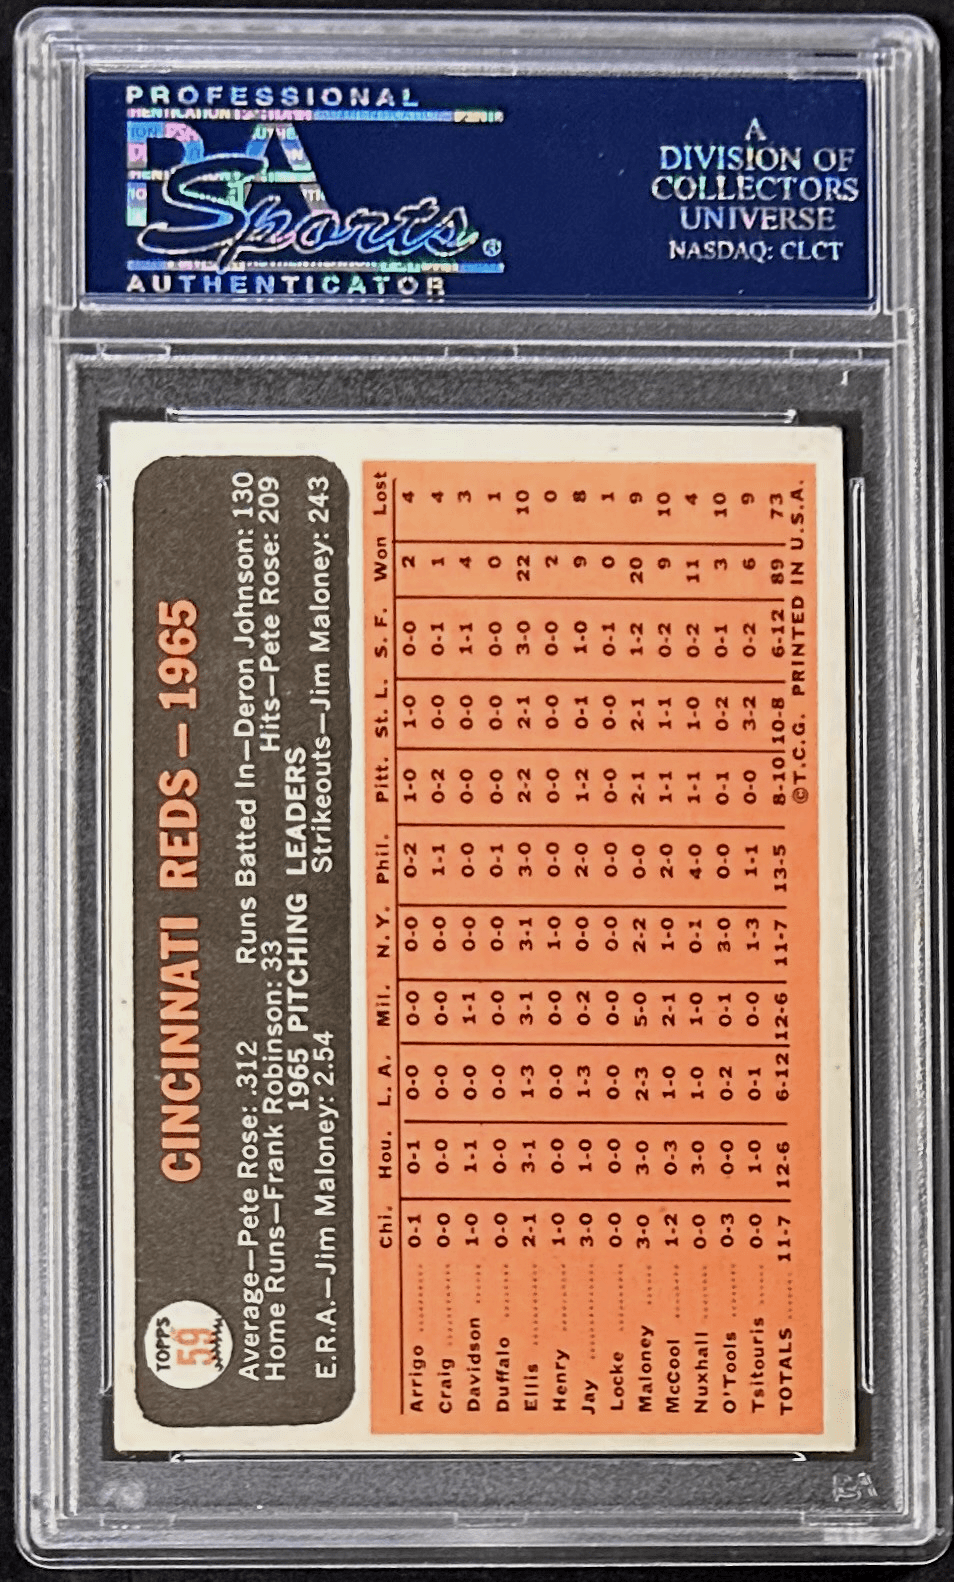 PROFESSIONAL
PSA
Sports®
AUTHENTICATOR
A
DIVISION OF
COLLECTORS
UNIVERSE
NASDAQ: CLCT
TOPPS
59
CINCINNATI REDS—1965
Average—Pete Rose: .312 Runs Batted In—Deron Johnson: 130
Home Runs—Frank Robinson: 33 Hits—Pete Rose: 209
1965 PITCHING LEADERS
E.R.A.—Jim Maloney: 2.54 Strikeouts—Jim Maloney: 243
Chi. Hou. L. A. Mil. N. Y. Phil. Pitt. St. L. S. F. Won Lost
Arrigo 0-1 0-1 0-0 0-0 0-0 0-2 1-0 1-0 0-0 2 4
Craig 0-0 0-0 0-0 0-0 0-0 1-1 0-2 0-0 0-1 1 4
Davidson 1-0 1-1 0-0 1-1 0-0 0-0 0-0 0-0 1-1 4 3
Duffalo 0-0 0-0 0-0 0-0 0-0 0-1 0-0 0-0 0-0 0 1
Ellis 2-1 3-1 1-3 3-1 3-1 3-0 2-2 2-1 3-0 22 10
Henry 1-0 0-0 0-0 0-0 1-0 0-0 0-0 0-0 0-0 2 0
Jay 3-0 1-0 1-3 0-2 0-0 2-0 1-2 0-1 1-0 9 8
Locke 0-0 0-0 0-0 0-0 0-0 0-0 0-0 0-0 0-1 0 1
Maloney 3-0 3-0 2-3 5-0 2-2 0-0 2-1 2-1 1-2 20 9
McCool 1-2 0-3 1-0 2-1 1-0 2-0 1-1 1-1 0-2 9 10
Nuxhall 0-0 3-0 1-0 1-0 0-1 4-0 1-1 1-0 0-2 11 4
O'Tools 0-3 0-0 0-2 0-1 3-0 0-0 0-1 0-2 0-1 3 10
Tsitouris 0-0 1-0 0-1 0-0 1-3 1-1 0-0 3-2 0-2 6 9
TOTALS 11-7 12-6 6-12 12-6 11-7 13-5 8-10 10-8 6-12 89 73
©T.C.G. PRINTED IN U.S.A.